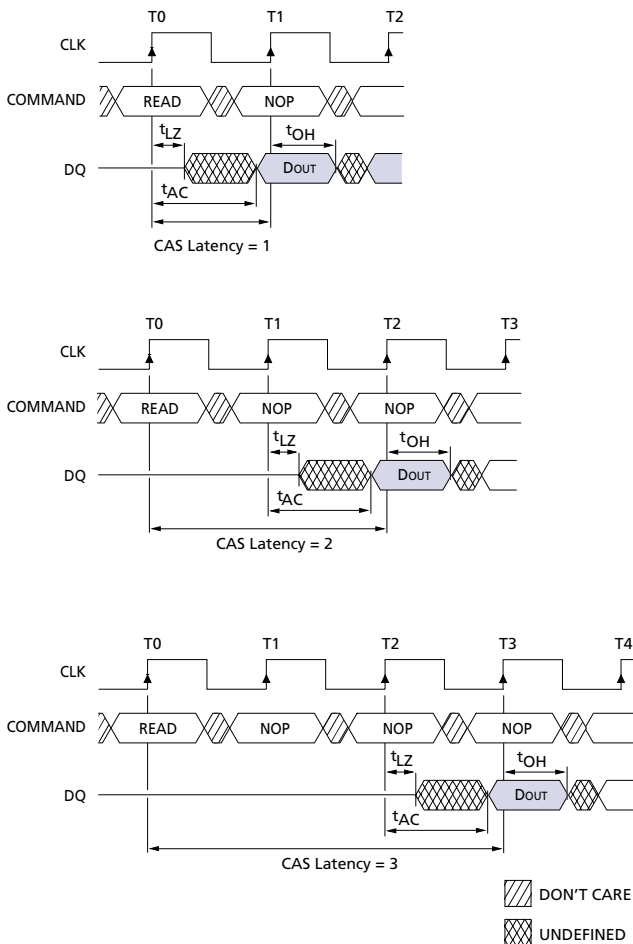 T0 T1 T2
CLK
COMMAND READ NOP
tLZ tOH
DQ DOUT
tAC
CAS Latency = 1
T0 T1 T2 T3
CLK
COMMAND READ NOP NOP
tLZ tOH
DQ DOUT
tAC
CAS Latency = 2
T0 T1 T2 T3 T4
CLK
COMMAND READ NOP NOP NOP
tLZ tOH
DQ DOUT
tAC
CAS Latency = 3
DON'T CARE
UNDEFINED